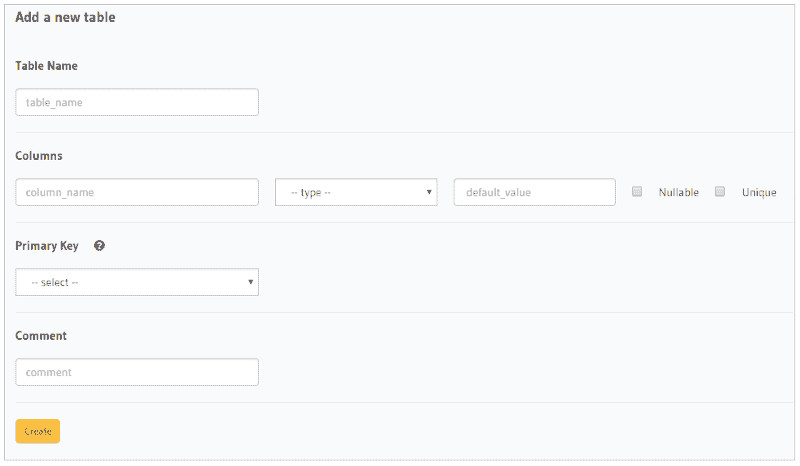 Add a new table
Table Name
table_name
Columns
column_name -- type -- default_value Nullable Unique
Primary Key ?
-- select --
Comment
comment
Create